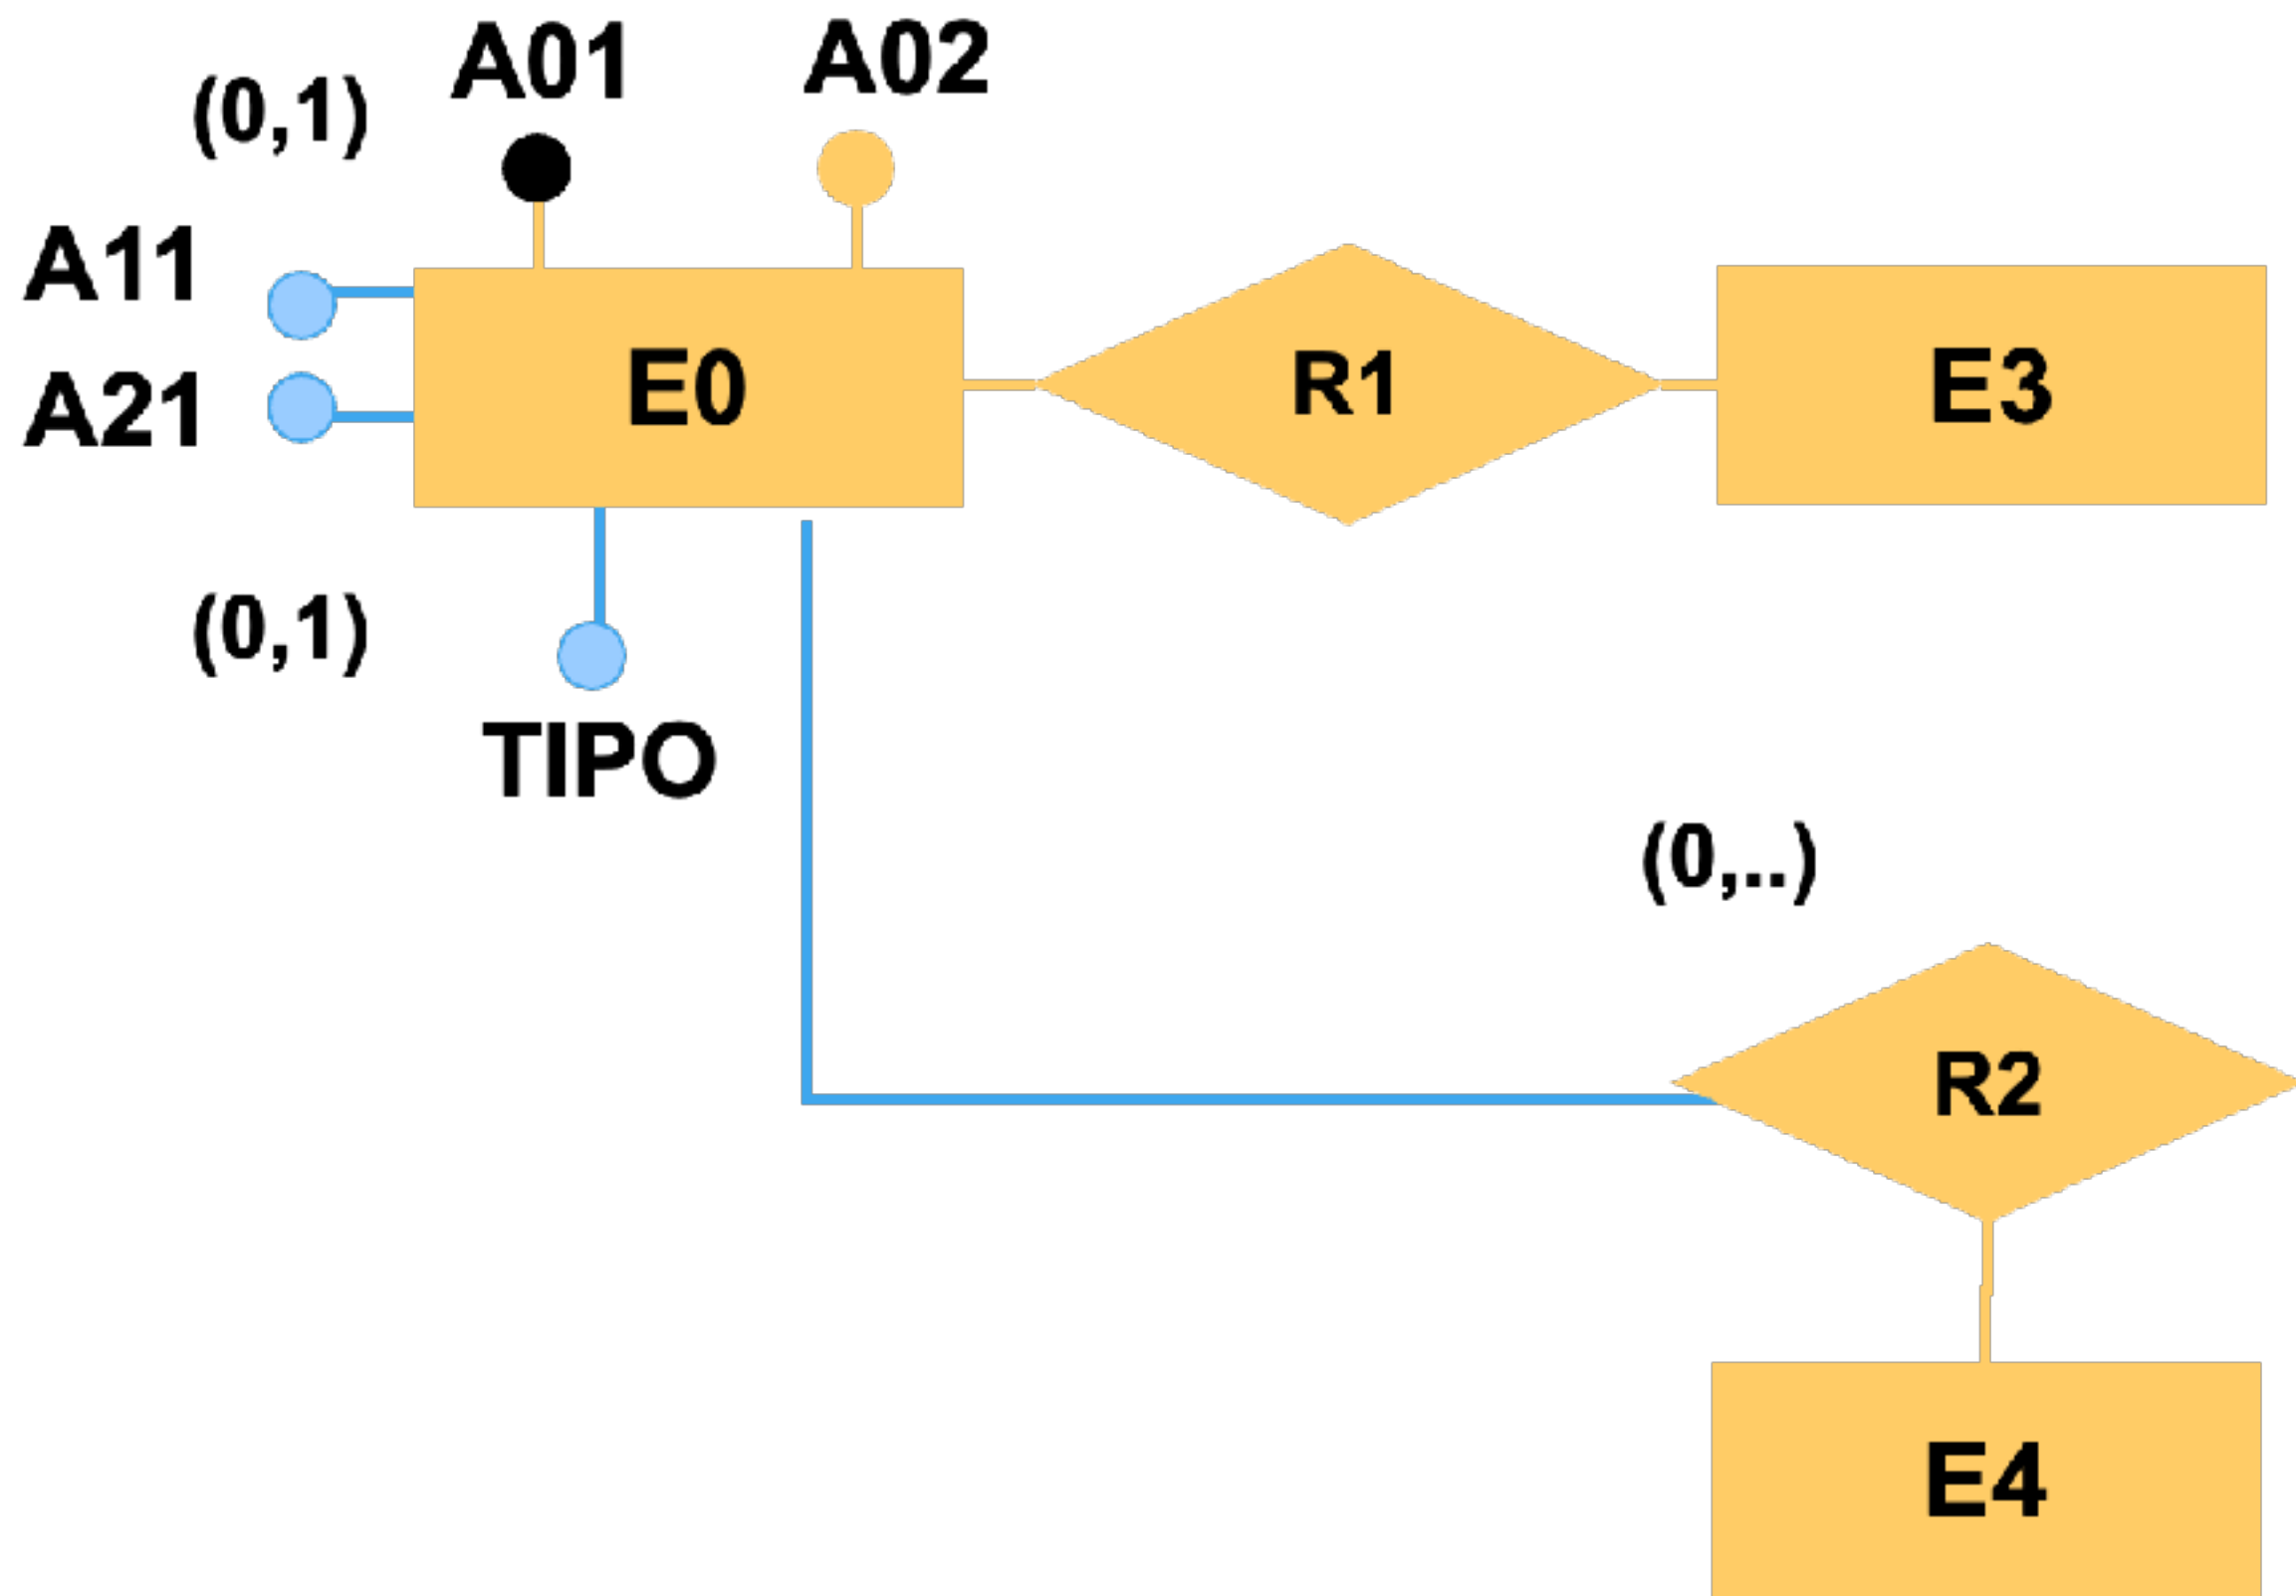 A01
A02
(0,1)
A11
A21
E0
R1
E3
(0,1)
TIPO
(0,..)
R2
E4